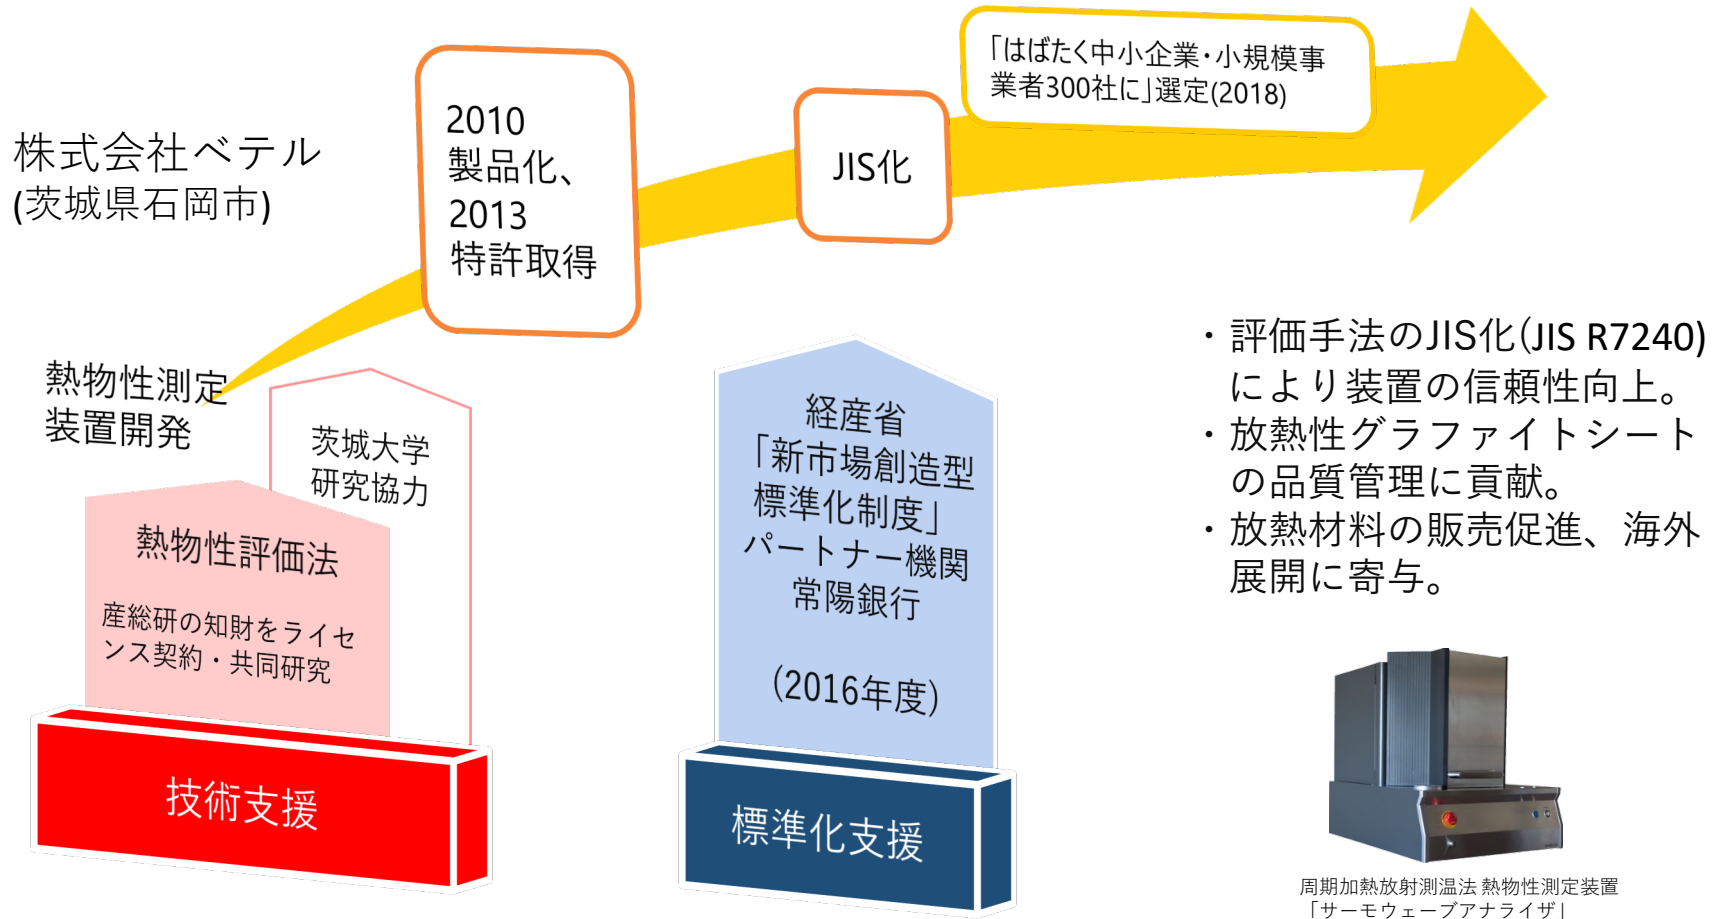 株式会社ベテル
(茨城県石岡市)
2010
製品化、
2013
特許取得
JIS化
「はばたく中小企業・小規模事
業者300社に」選定(2018)
熱物性測定
装置開発
茨城大学
研究協力
熱物性評価法
産総研の知財をライセ
ンス契約・共同研究
技術支援
経産省
「新市場創造型
標準化制度」
パートナー機関
常陽銀行
(2016年度)
標準化支援
・評価手法のJIS化(JIS R7240)
により装置の信頼性向上。
・放熱性グラファイトシート
の品質管理に貢献。
・放熱材料の販売促進、海外
展開に寄与。
周期加熱放射測温法 熱物性測定装置
「サーモウェーブアナライザ」